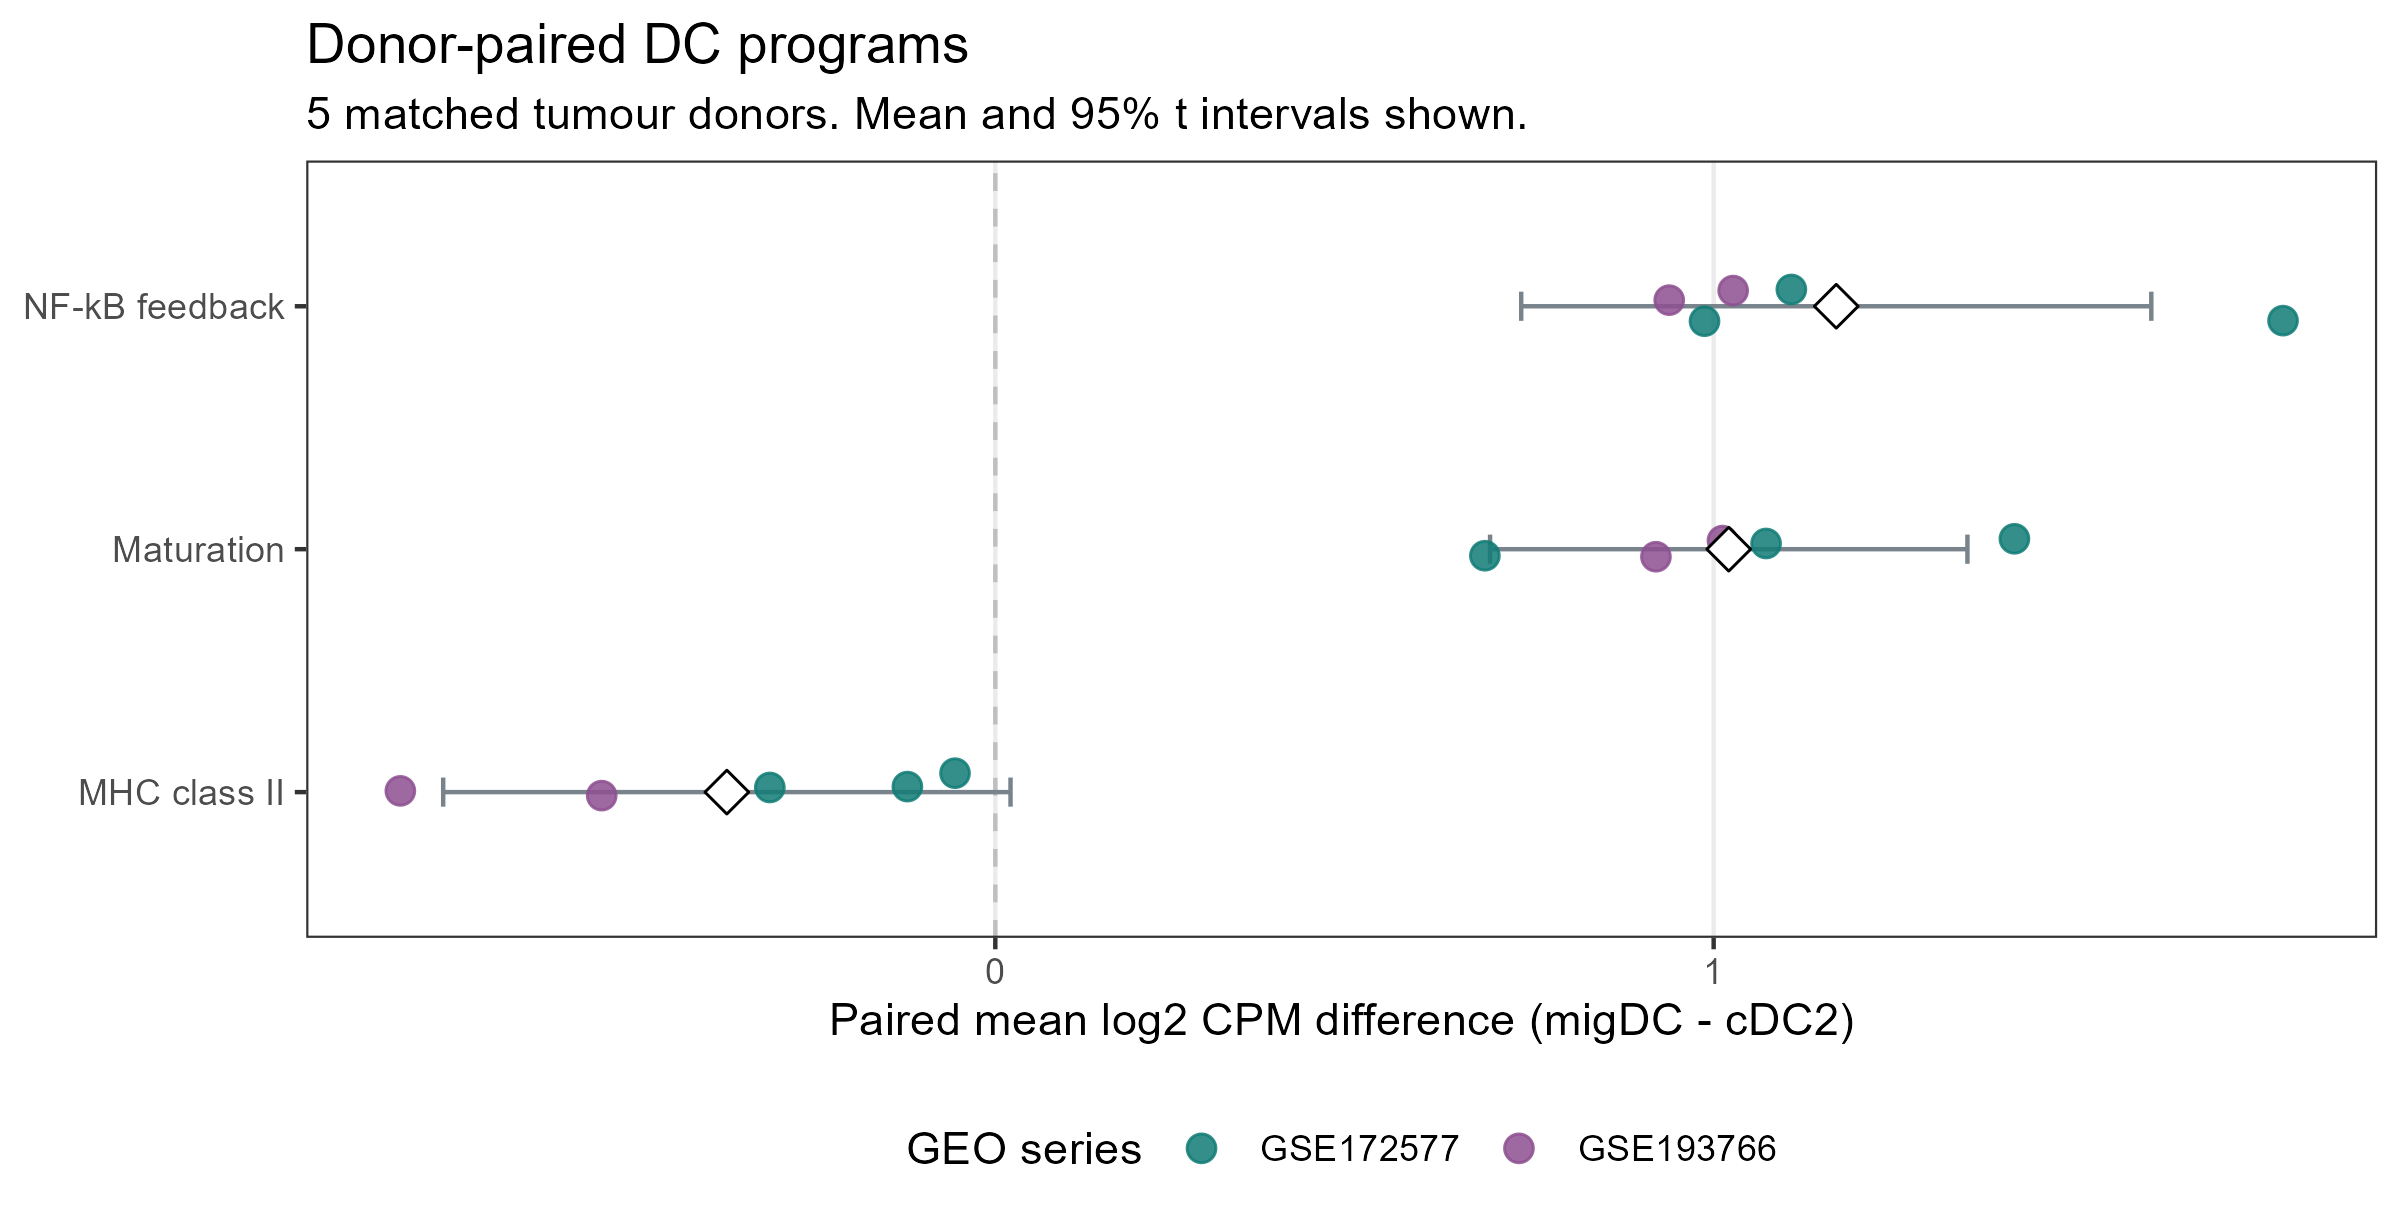 Donor-paired DC programs
5 matched tumour donors. Mean and 95% t intervals shown.
NF-kB feedback
Maturation
MHC class II
0
1
Paired mean log2 CPM difference (migDC - cDC2)
GEO series
GSE172577
GSE193766